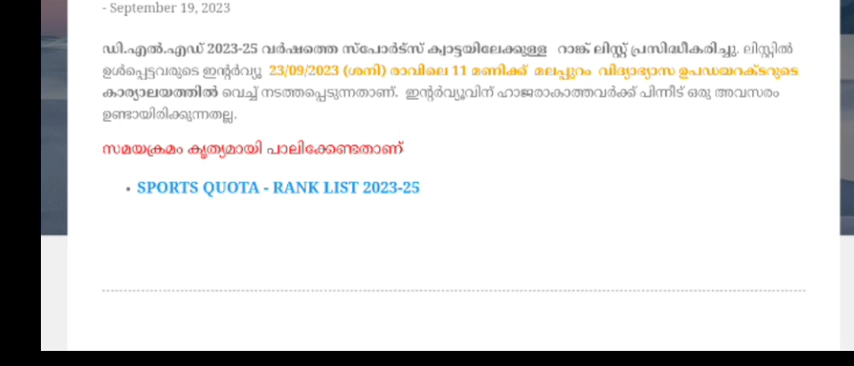 - September 19, 2023
ഡി.എൽ.എഡ് 2023-25 വർഷത്തെ സ്പോർട്സ് ക്വാട്ടയിലേക്കുള്ള റാങ്ക് ലിസ്റ്റ് പ്രസിദ്ധീകരിച്ചു. ലിസ്റ്റിൽ
ഉൾപ്പെട്ടവരുടെ ഇന്റർവ്യൂ 23/09/2023 (ശനി) രാവിലെ 11 മണിക്ക് മലപ്പുറം വിദ്യാഭ്യാസ ഉപഡയറക്ടറുടെ
കാര്യാലയത്തിൽ വെച്ച് നടത്തപ്പെടുന്നതാണ്. ഇന്റർവ്യൂവിന് ഹാജരാകാത്തവർക്ക് പിന്നീട് ഒരു അവസരം
ഉണ്ടായിരിക്കുന്നതല്ല.
സമയക്രമം കൃത്യമായി പാലിക്കേണ്ടതാണ്
• SPORTS QUOTA - RANK LIST 2023-25